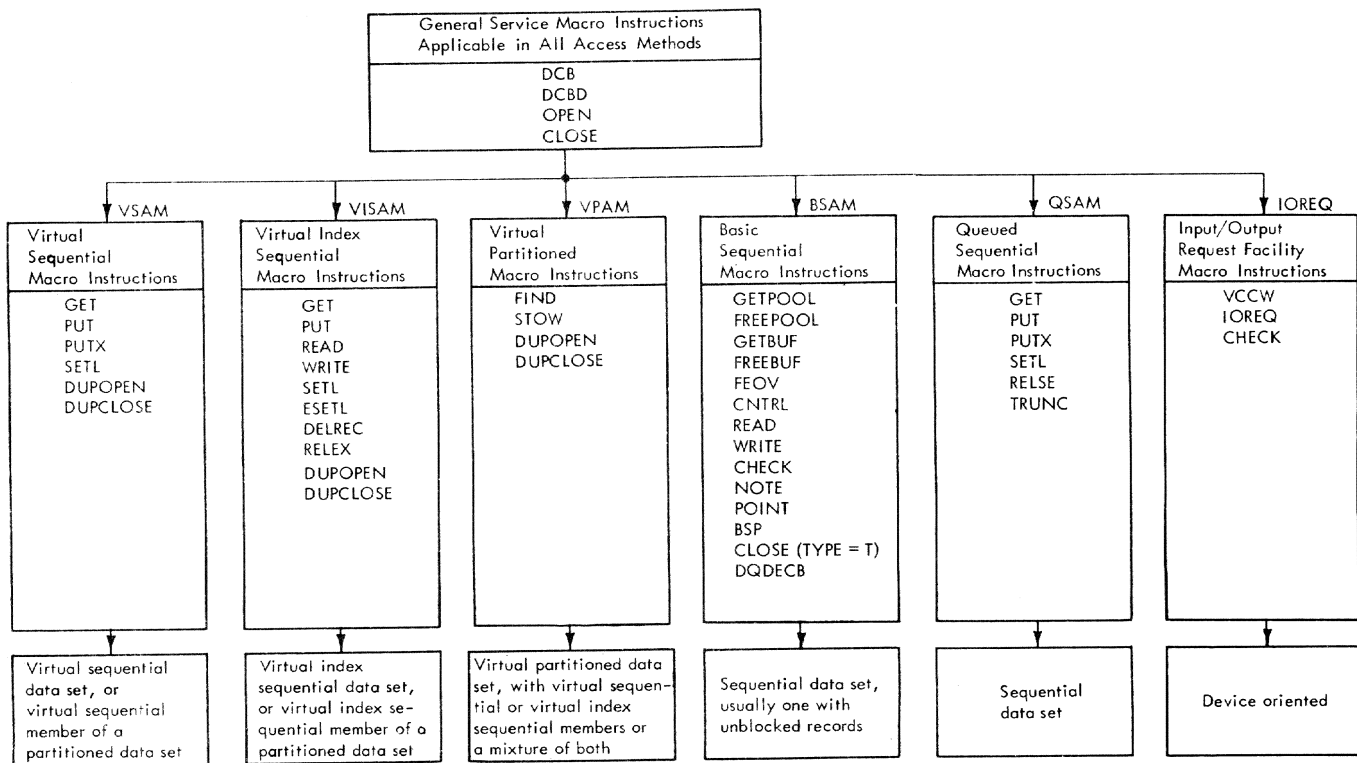 General Service Macro Instructions
Applicable in All Access Methods
DCB
DCBD
OPEN
CLOSE
VSAM
Virtual
Sequential
Macro Instructions
GET
PUT
PUTX
SETL
DUPOPEN
DUPCLOSE
Virtual sequential
data set, or
virtual sequential
member of a
partitioned data set
VISAM
Virtual Index
Sequential
Macro Instructions
GET
PUT
READ
WRITE
SETL
ESETL
DELREC
RELEX
DUPOPEN
DUPCLOSE
Virtual index
sequential data set,
or virtual index se-
quential member of a
partitioned data set
VPAM
Virtual
Partitioned
Macro Instructions
FIND
STOW
DUPOPEN
DUPCLOSE
Virtual partitioned data
set, with virtual sequen-
tial or virtual index
sequential members or
a mixture of both
BSAM
Basic
Sequential
Macro Instructions
GETPOOL
FREEPOOL
GETBUF
FREEBUF
FEOV
CNTRL
READ
WRITE
CHECK
NOTE
POINT
BSP
CLOSE (TYPE = T)
DQDECB
Sequential data set,
usually one with
unblocked records
QSAM
Queued
Sequential
Macro Instructions
GET
PUT
PUTX
SETL
RELSE
TRUNC
Sequential
data set
IOREQ
Input/Output
Request Facility
Macro Instructions
VCCW
IOREQ
CHECK
Device oriented